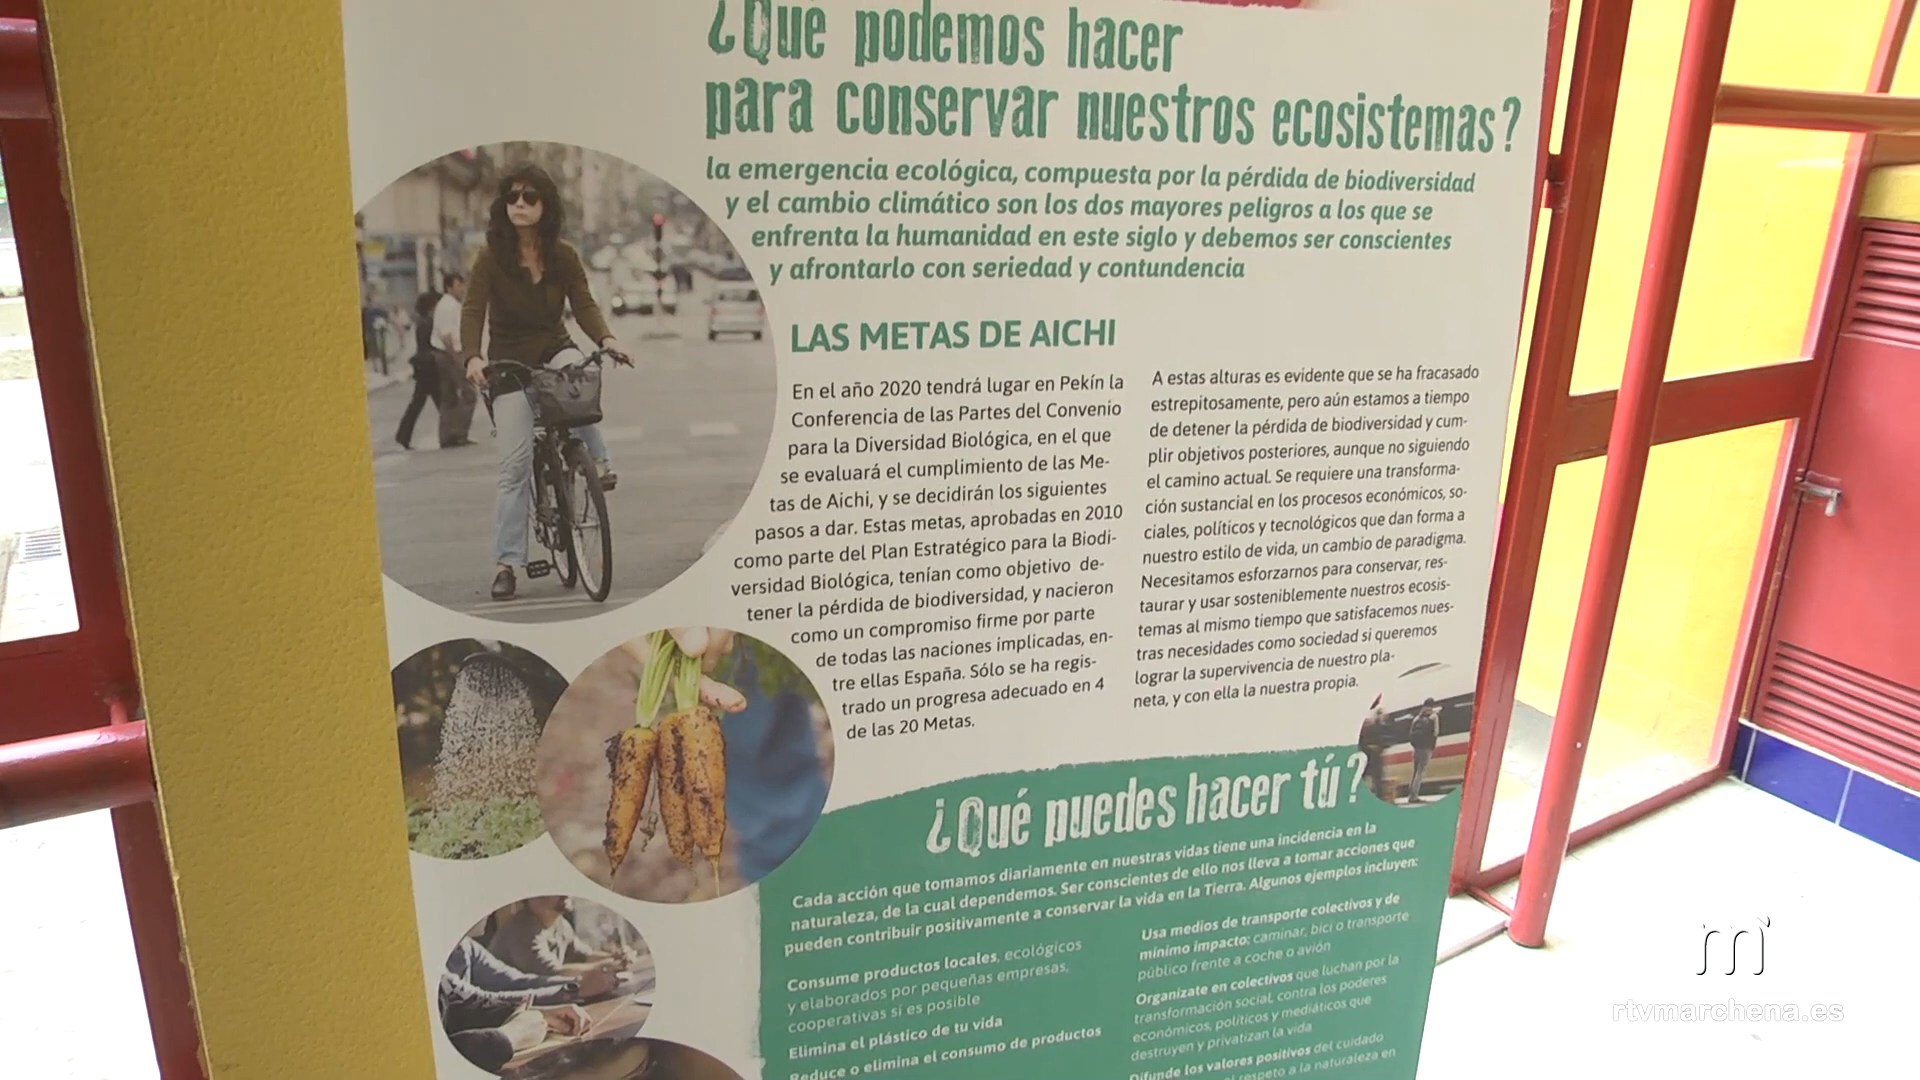 ¿Qué podemos hacer
para conservar nuestros ecosistemas?
la emergencia ecológica, compuesta por la pérdida de biodiversidad
y el cambio climático son los dos mayores peligros a los que se
enfrenta la humanidad en este siglo y debemos ser conscientes
y afrontarlo con seriedad y contundencia
LAS METAS DE AICHI
En el año 2020 tendrá lugar en Pekín la
Conferencia de las Partes del Convenio
para la Diversidad Biológica, en el que
se evaluará el cumplimiento de las Me-
tas de Aichi, y se decidirán los siguientes
pasos a dar. Estas metas, aprobadas en 2010
como parte del Plan Estratégico para la Biodi-
versidad Biológica, tenían como objetivo de-
tener la pérdida de biodiversidad, y nacieron
como un compromiso firme por parte
de todas las naciones implicadas, en-
tre ellas España. Sólo se ha regis-
trado un progresa adecuado en 4
de las 20 Metas.
A estas alturas es evidente que se ha fracasado
estrepitosamente, pero aún estamos a tiempo
de detener la pérdida de biodiversidad y cum-
plir objetivos posteriores, aunque no siguiendo
el camino actual. Se requiere una transforma-
ción sustancial en los procesos económicos, so-
ciales, políticos y tecnológicos que dan forma a
nuestro estilo de vida, un cambio de paradigma.
Necesitamos esforzarnos para conservar, res-
taurar y usar sosteniblemente nuestros ecosis-
temas al mismo tiempo que satisfacemos nues-
tras necesidades como sociedad si queremos
lograr la supervivencia de nuestro pla-
neta, y con ella la nuestra propia.
¿Qué puedes hacer tú?
Cada acción que tomamos diariamente en nuestras vidas tiene una incidencia en la
naturaleza, de la cual dependemos. Ser conscientes de ello nos lleva a tomar acciones que
pueden contribuir positivamente a conservar la vida en la Tierra. Algunos ejemplos incluyen:
Consume productos locales, ecológicos
y elaborados por pequeñas empresas,
cooperativas si es posible
Elimina el plástico de tu vida
Reduce o elimina el consumo de productos
Usa medios de transporte colectivos y de
mínimo impacto: caminar, bici o transporte
público frente a coche o avión
Organízate en colectivos que luchan por la
transformación social, contra los poderes
económicos, políticos y mediáticos que
destruyen y privatizan la vida
Difunde los valores positivos del cuidado
respeto a la naturaleza en
m
rtvmarchena.es